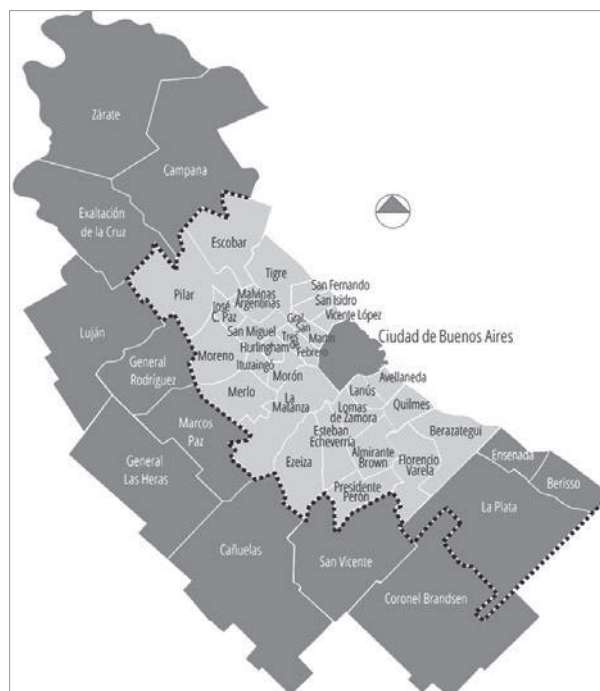 Zárate
Campana
Exaltación
de la Cruz
Escobar
Tigre
San Fernando
San Isidro
Vicente López
Pilar
Malvinas
Argentinas
José
C. Paz
Gral.
San
Martín
Ciudad de Buenos Aires
San Miguel
Tres
Febrero
Hurlingham
Luján
Moreno
Ituzaingó
General
Rodríguez
Morón
Avellaneda
Merlo
La
Matanza
Lanús
Lomas
de Zamora
Quilmes
Marcos
Paz
Esteban
Echeverría
Berazategui
Almirante
Brown
Ensenada
General
Las Heras
Ezeiza
Florencio
Varela
Berisso
Presidente
Perón
La Plata
Cañuelas
San Vicente
Coronel Brandsen